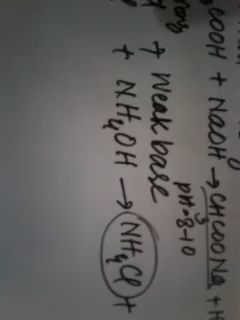 COOH + NaOH → CH3COONa + H
pH = 8-10
↑ Weak base
+ NH4OH → NH4Cl +